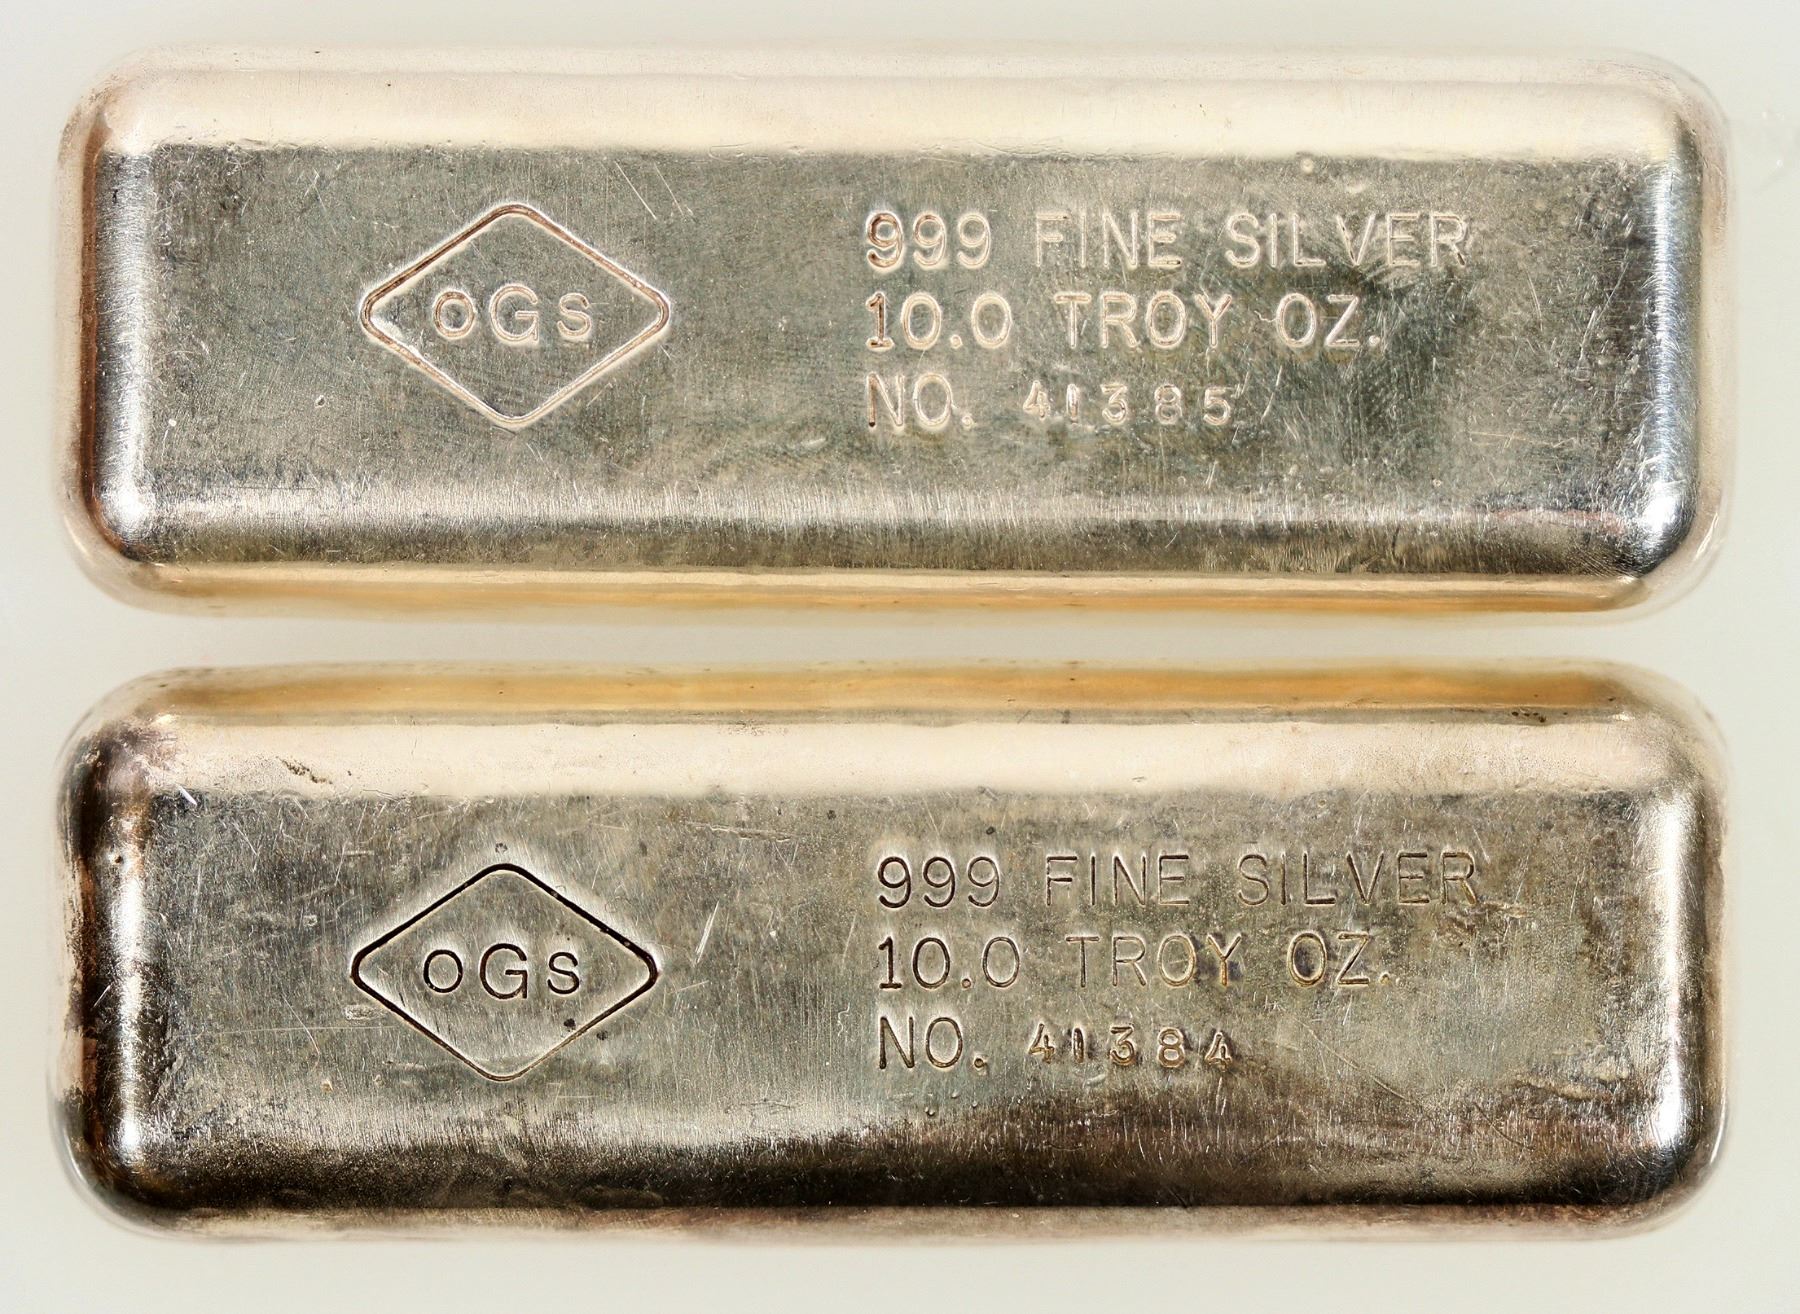 oGs
999 FINE SILVER
10.0 TROY OZ.
NO. 41385
oGs
999 FINE SILVER
10.0 TROY OZ.
NO. 41384